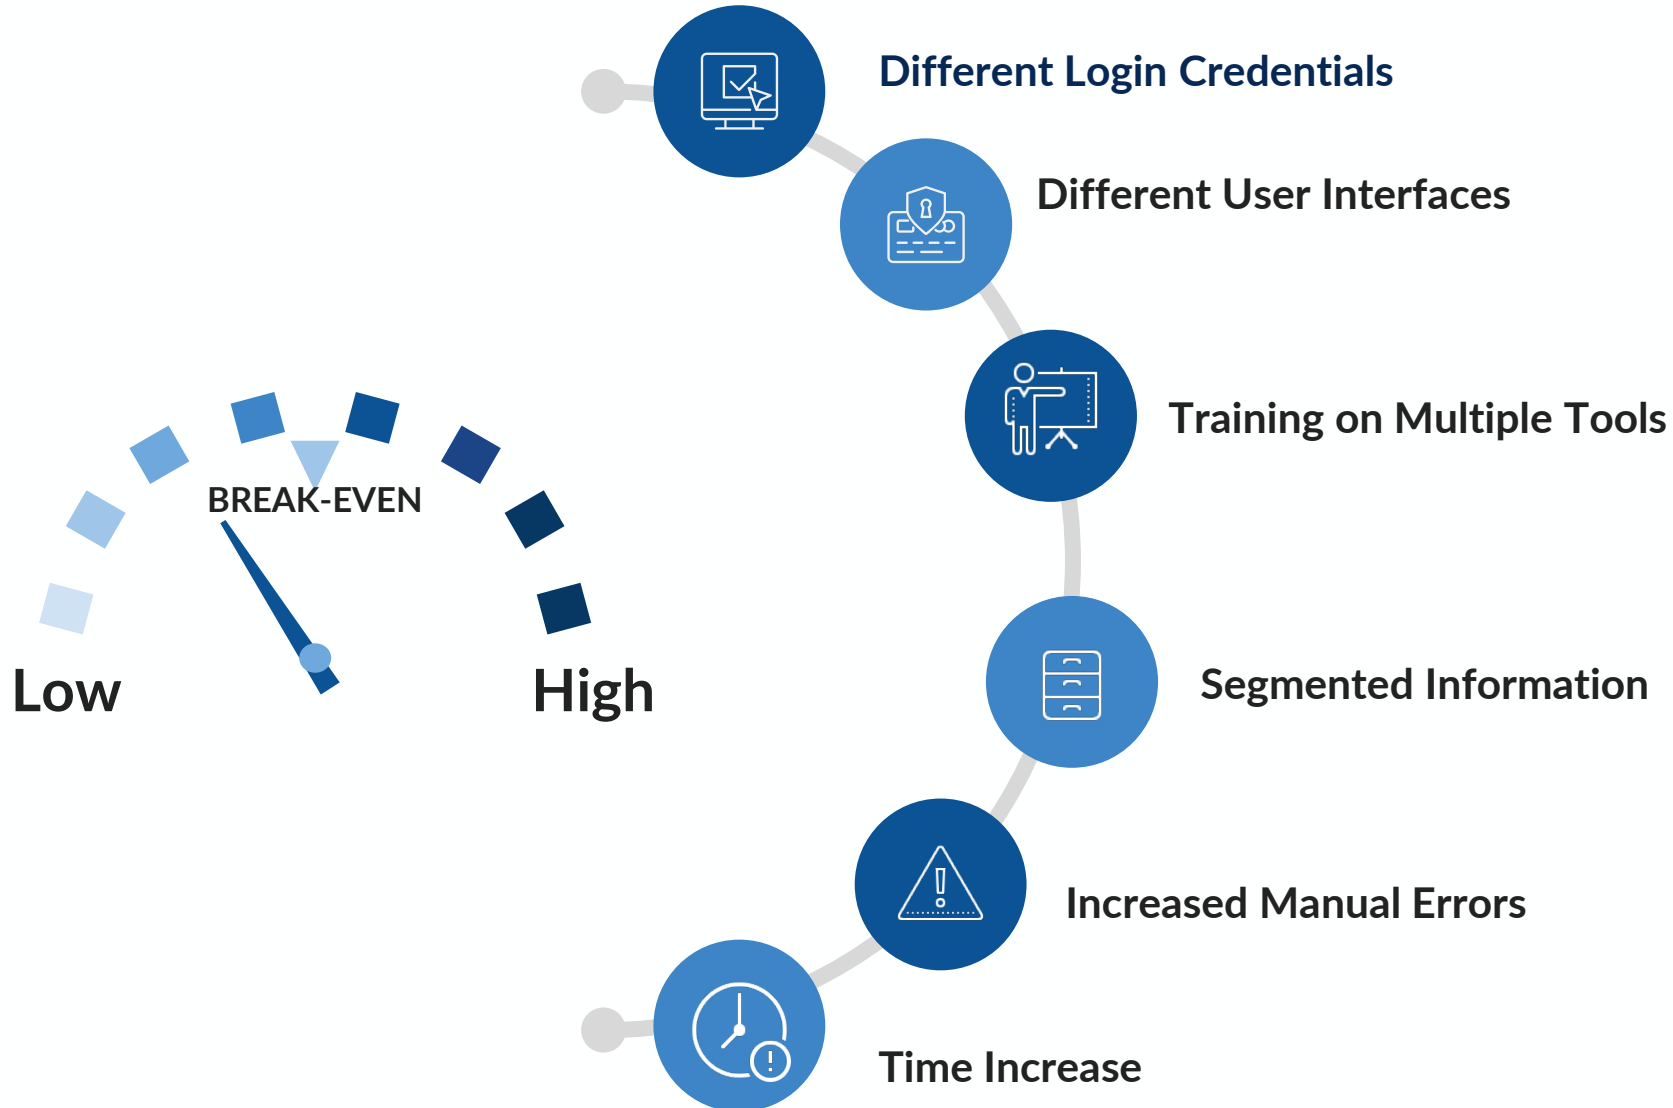 Different Login Credentials
Different User Interfaces
Training on Multiple Tools
BREAK-EVEN
Low
High
Segmented Information
Increased Manual Errors
Time Increase